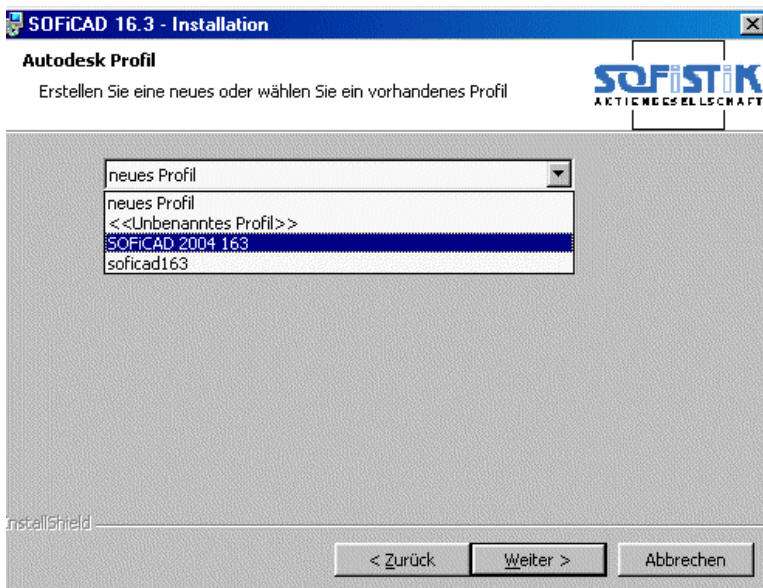 SOFiCAD 16.3 - Installation
Autodesk Profil
Erstellen Sie eine neues oder wählen Sie ein vorhandenes Profil
SOFiSTiK
AKTIENGESELLSCHAFT
neues Profil
neues Profil
<<Unbenanntes Profil>>
SOFiCAD 2004 163
soficad163
InstallShield
< Zurück
Weiter >
Abbrechen